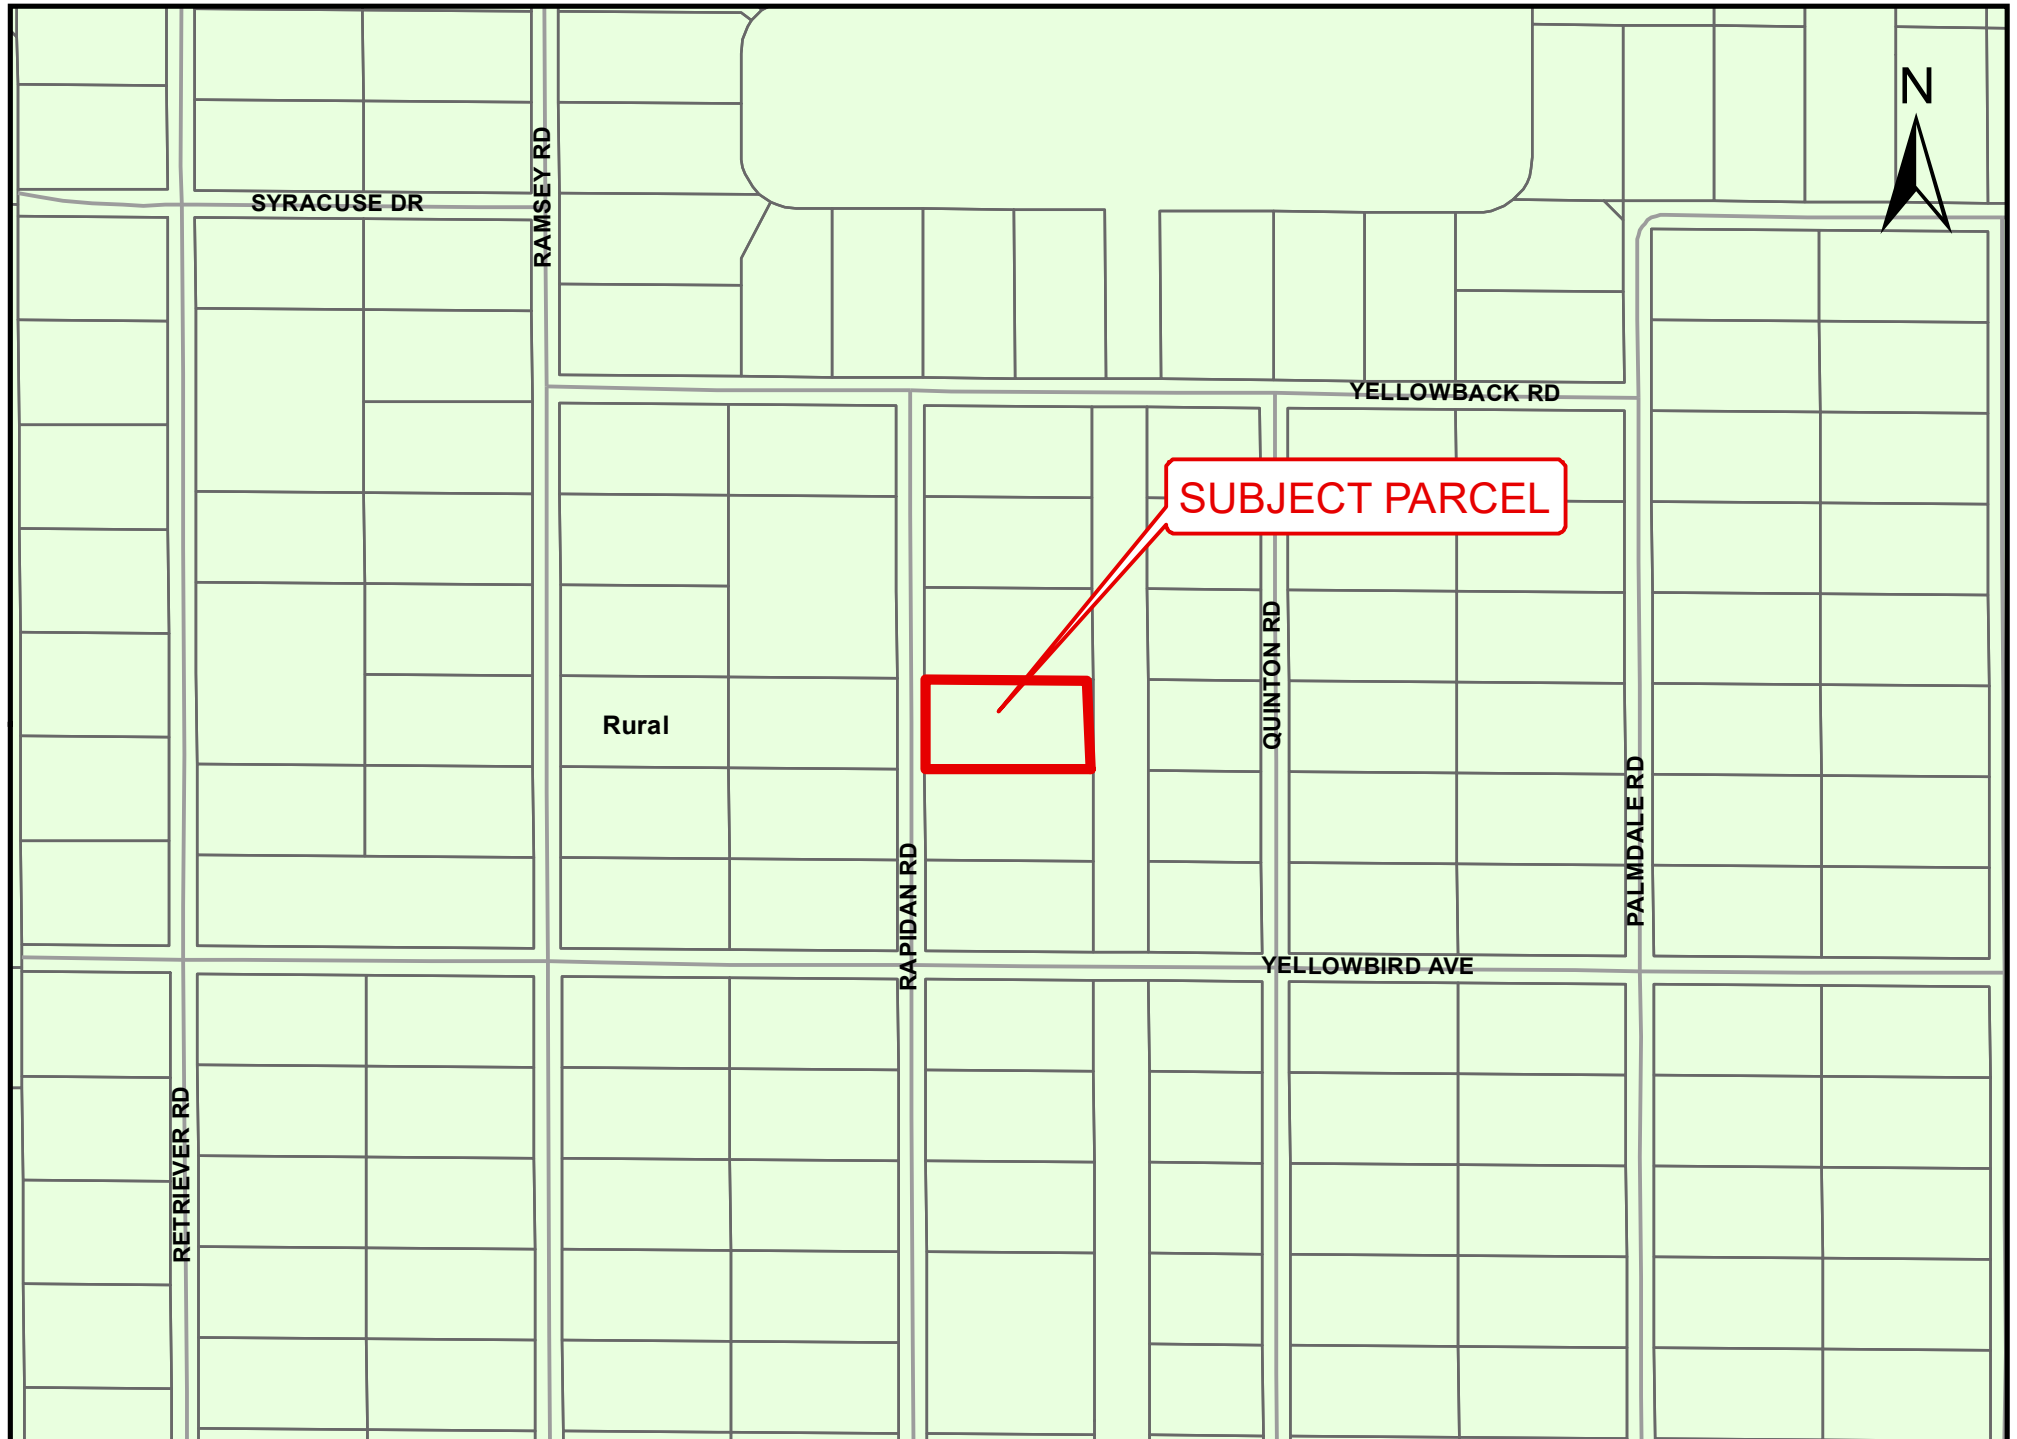 N
SYRACUSE DR
RAMSEY RD
YELLOWBACK RD
SUBJECT PARCEL
QUINTON RD
Rural
PALMDALE RD
RAPIDAN RD
YELLOWBIRD AVE
RETRIEVER RD